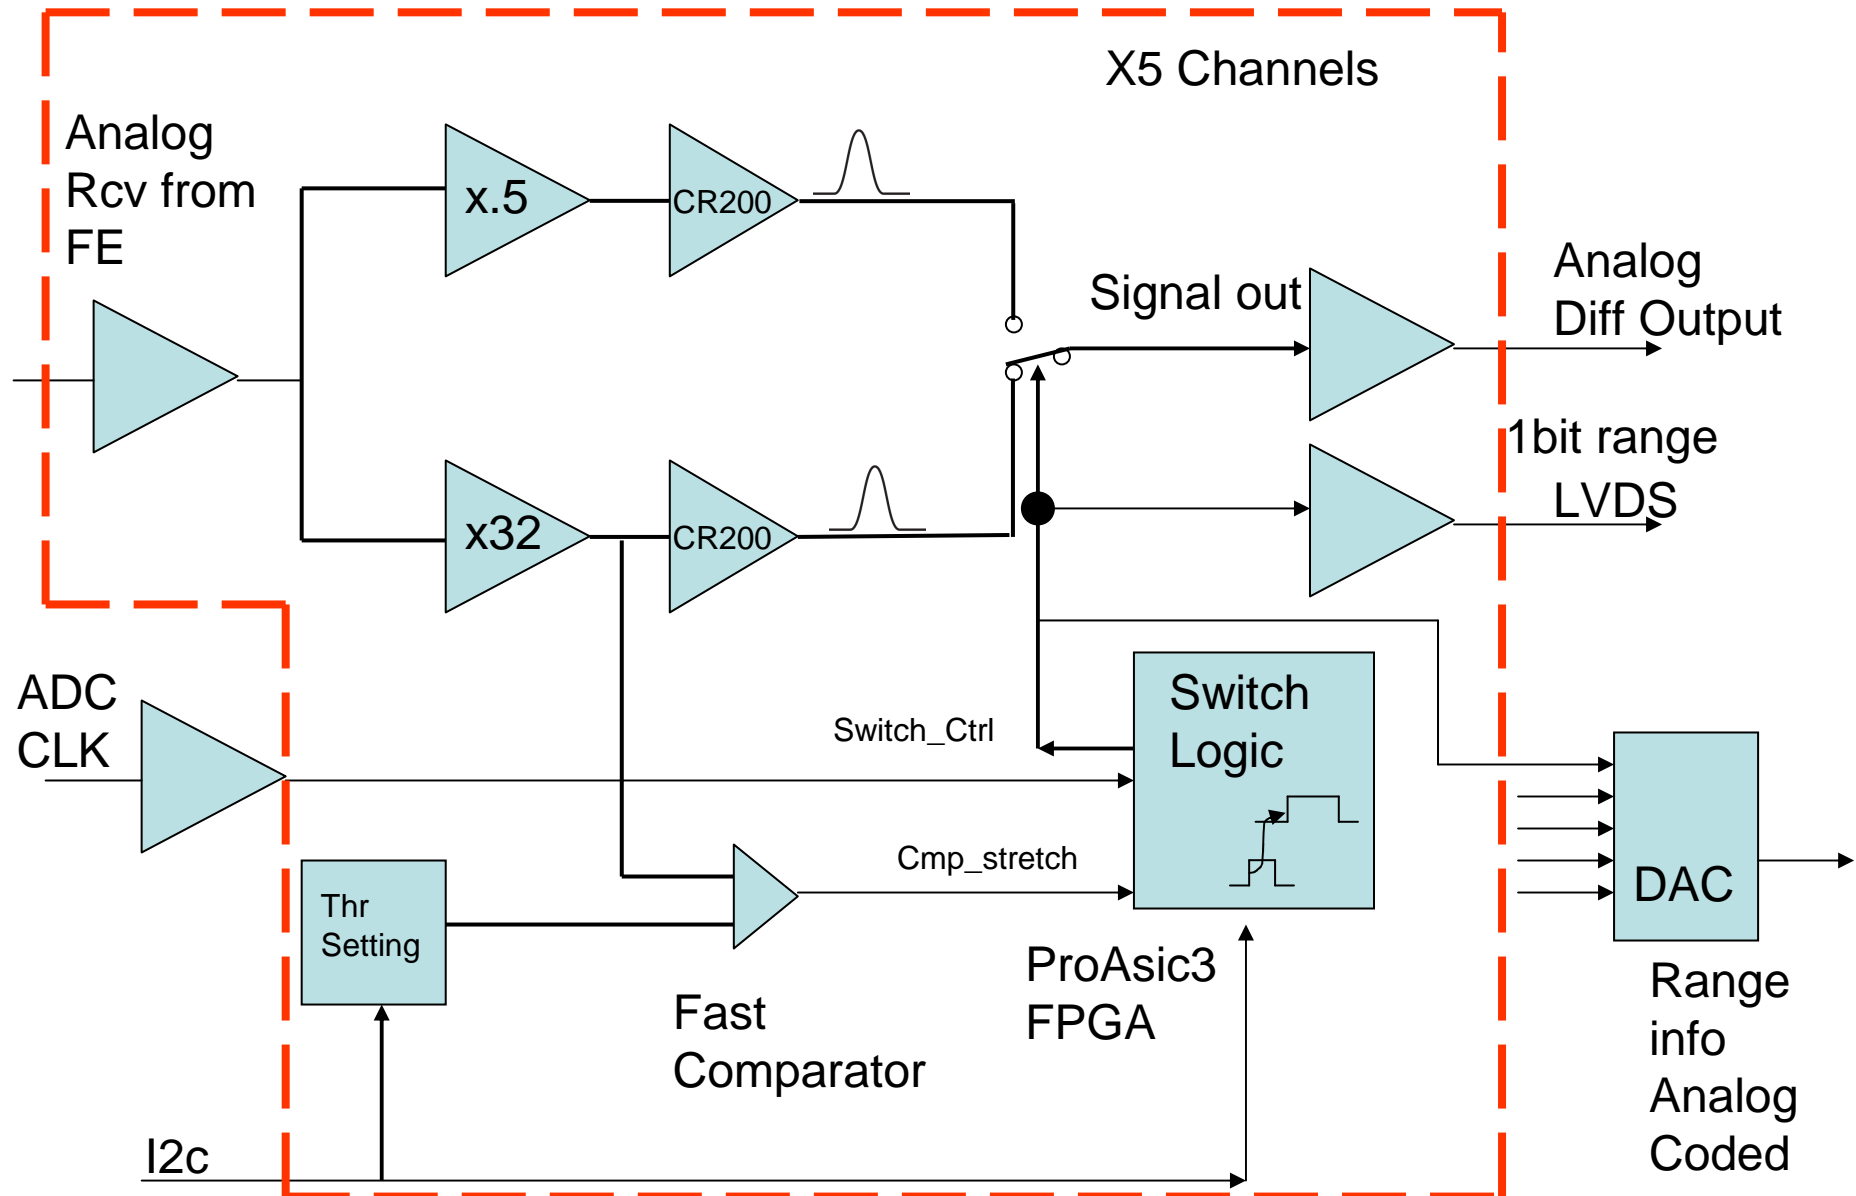 X5 Channels
Analog
Rcv from
FE
x.5
CR200
Signal out
Analog
Diff Output
1bit range
LVDS
x32
CR200
ADC
CLK
Switch_Ctrl
Switch
Logic
Cmp_stretch
Thr
Setting
DAC
Fast
Comparator
ProAsic3
FPGA
Range
info
Analog
Coded
I2c